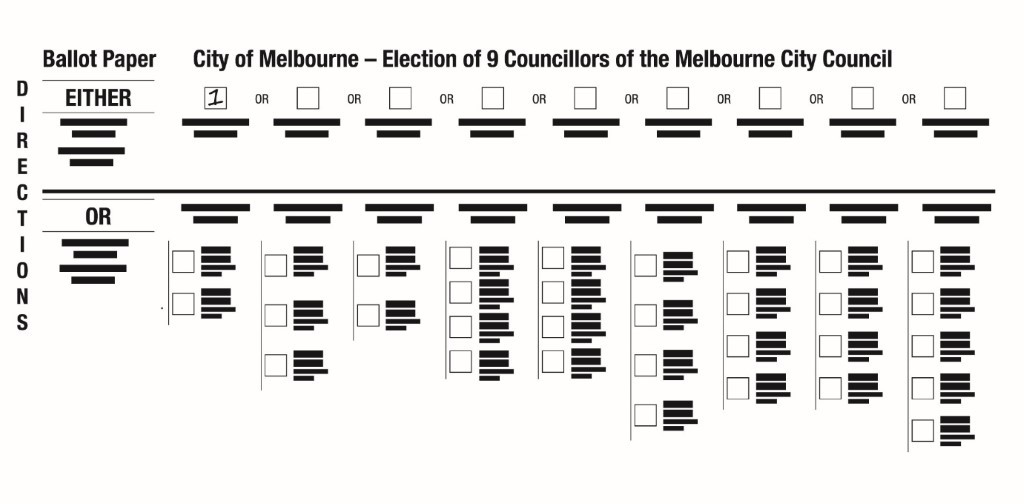 Ballot Paper
City of Melbourne – Election of 9 Councillors of the Melbourne City Council
DIRECTIONS
EITHER
1 OR OR OR OR OR OR OR OR
OR